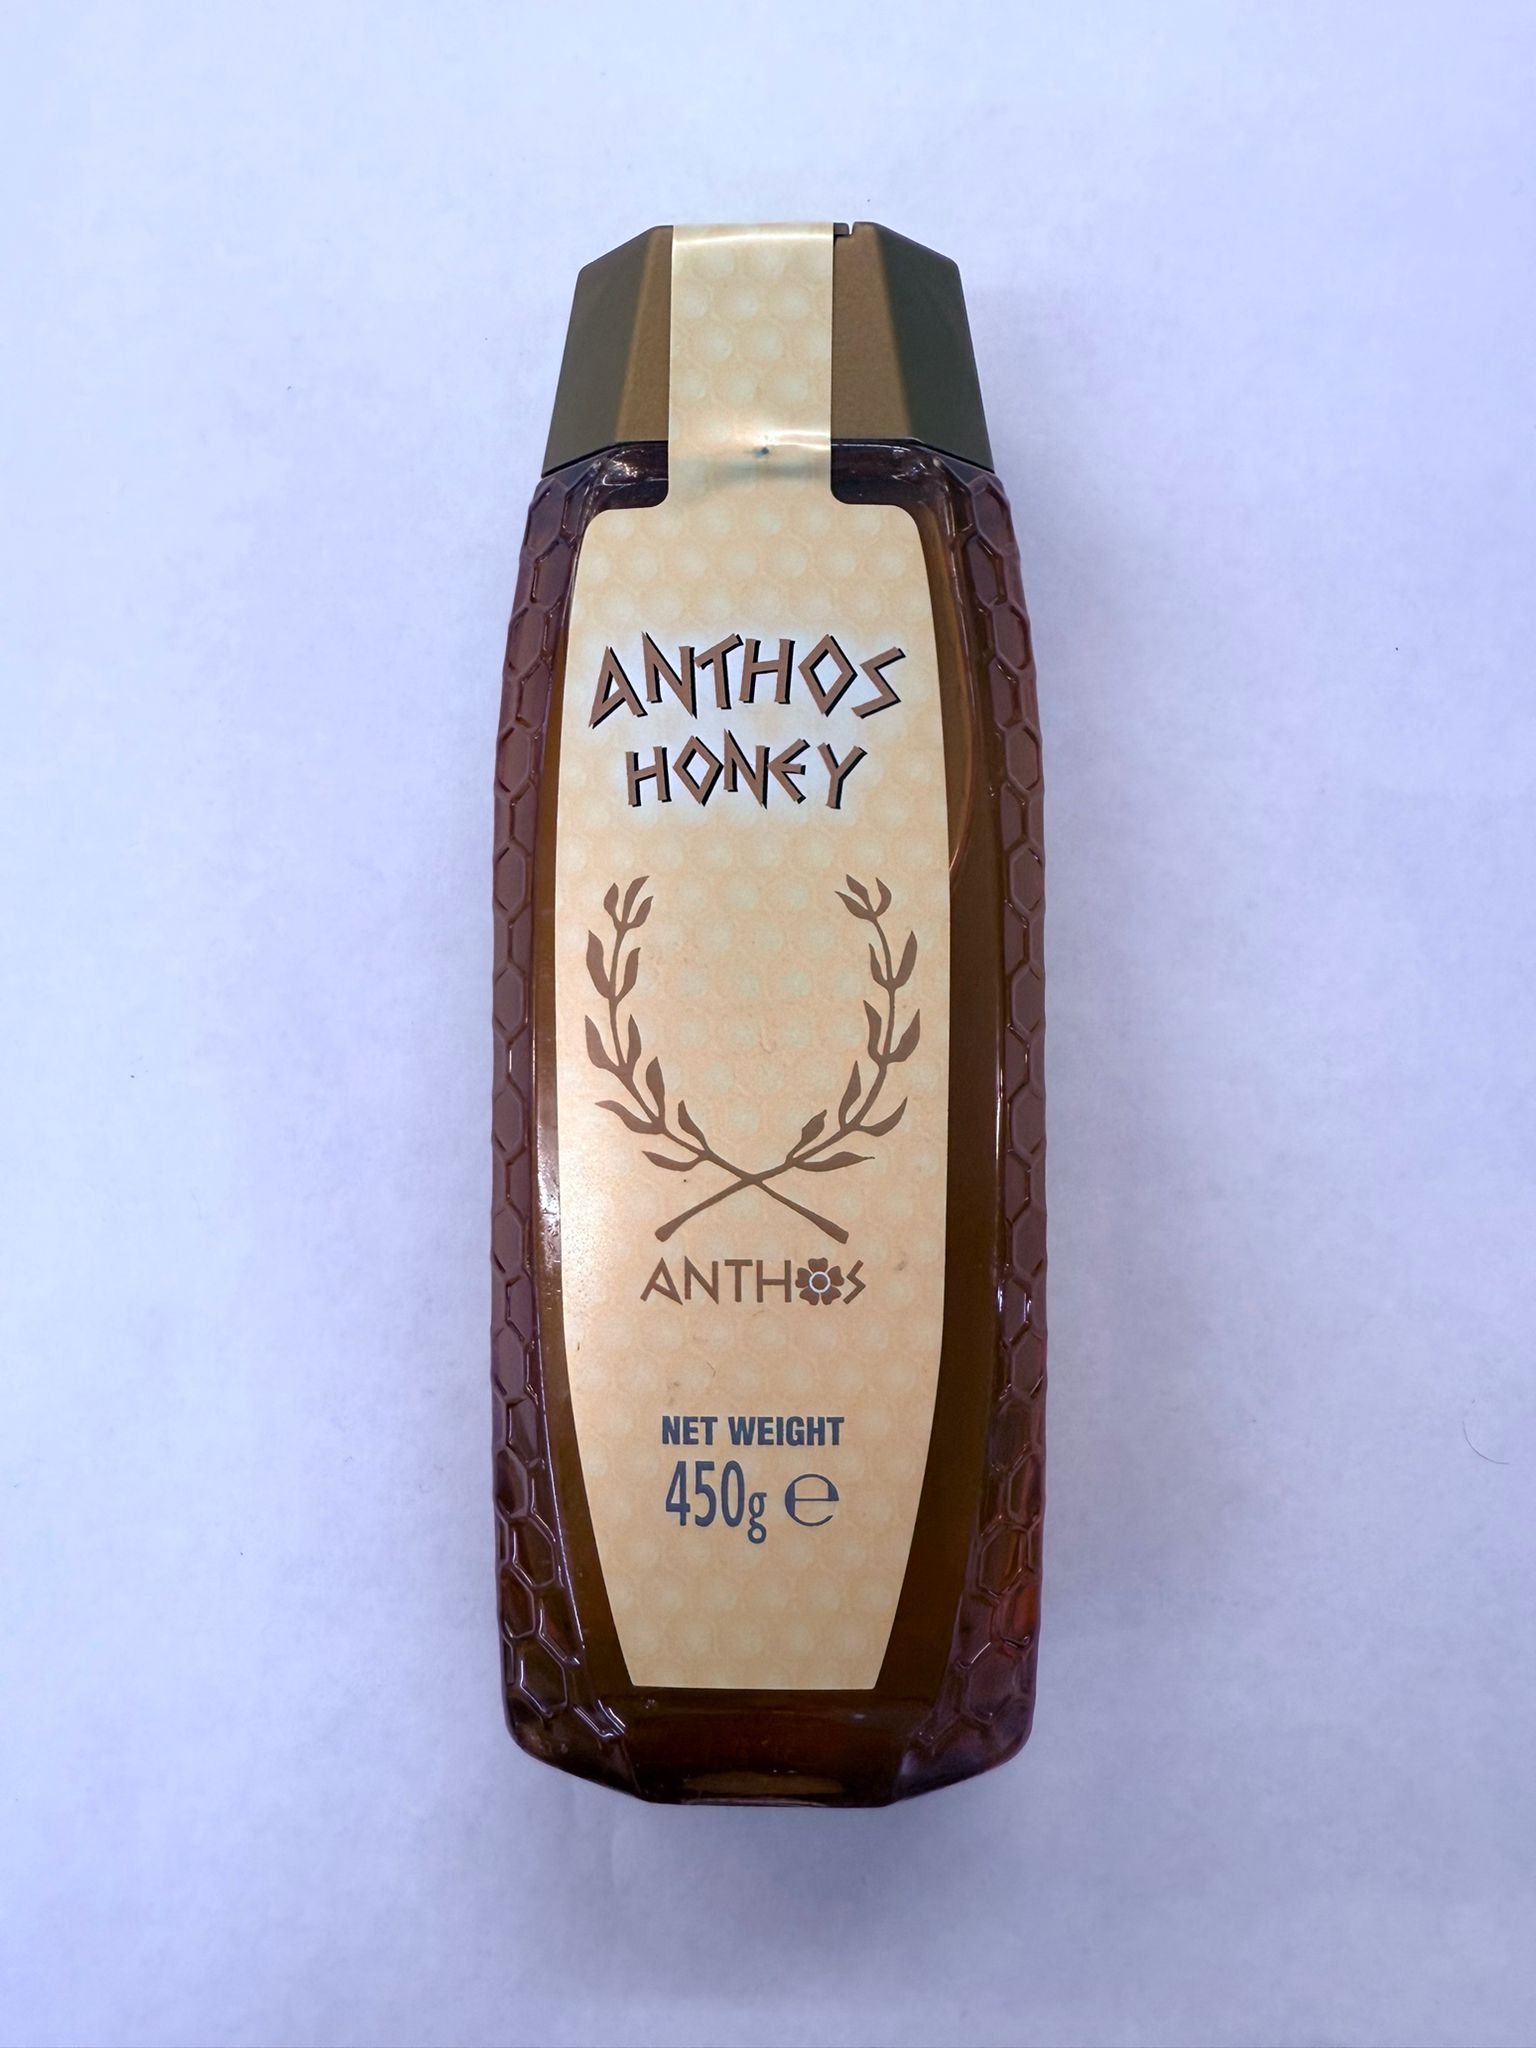 ANTHOS
HONEY
ANTHOS
NET WEIGHT
450g ℮